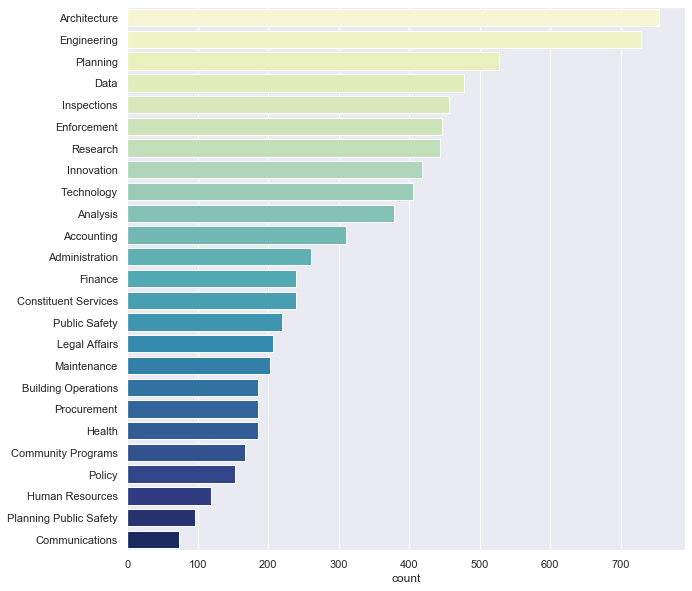 Architecture
Engineering
Planning
Data
Inspections
Enforcement
Research
Innovation
Technology
Analysis
Accounting
Administration
Finance
Constituent Services
Public Safety
Legal Affairs
Maintenance
Building Operations
Procurement
Health
Community Programs
Policy
Human Resources
Planning Public Safety
Communications
0 100 200 300 400 500 600 700
count